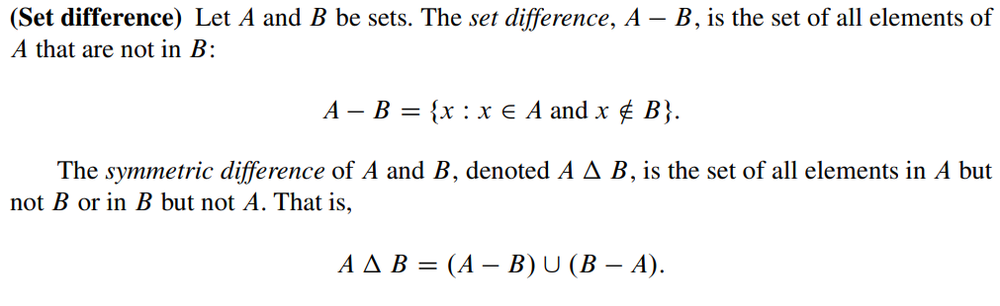 (Set difference) Let A and B be sets. The set difference, A − B, is the set of all elements of
A that are not in B:
A − B = {x : x ∈ A and x ∉ B}.
The symmetric difference of A and B, denoted A Δ B, is the set of all elements in A but
not B or in B but not A. That is,
A Δ B = (A − B) ∪ (B − A).